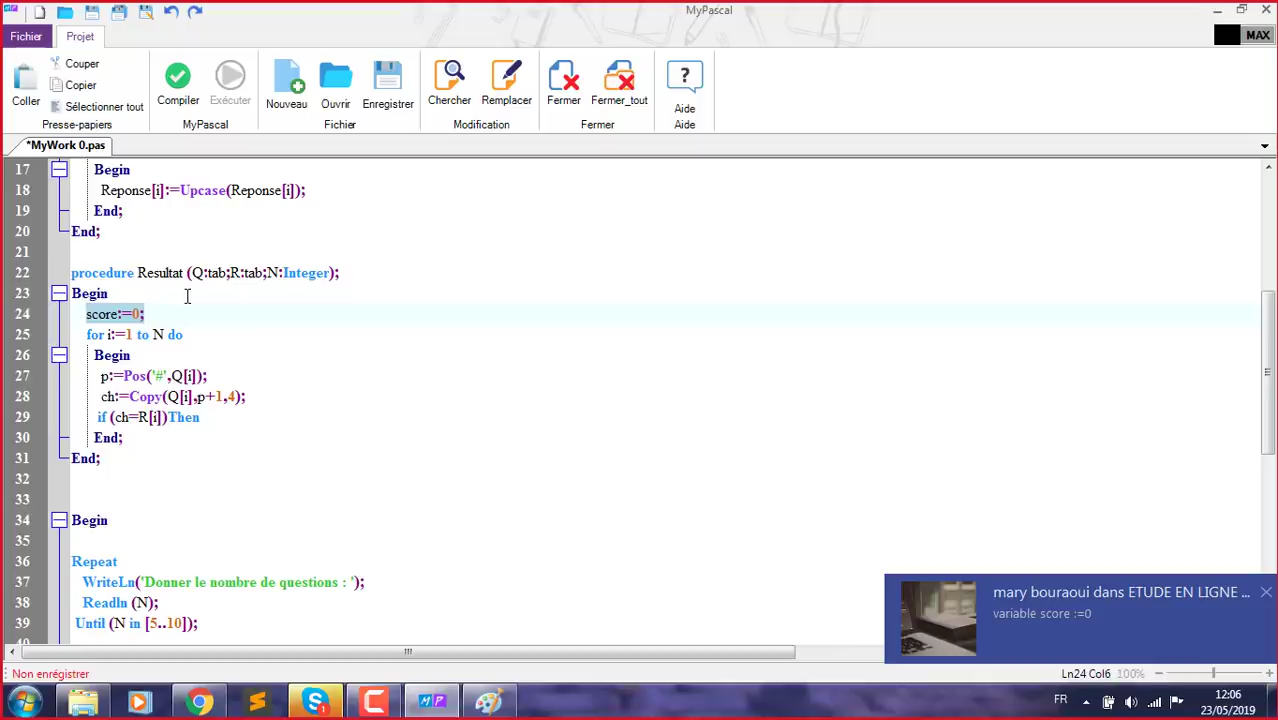 MyPascal
Fichier
Projet
MAX
Coller
Couper
Copier
Sélectionner tout
Presse-papiers
Compiler
Exécuter
MyPascal
Nouveau
Ouvrir
Enregistrer
Fichier
Chercher
Remplacer
Modification
Fermer
Fermer_tout
Fermer
?
Aide
Aide
*MyWork 0.pas
17 Begin
18 Reponse[i]:=Upcase(Reponse[i]);
19 End;
20 End;
21
22 procedure Resultat (Q:tab;R:tab;N:Integer);
23 Begin
24 score:=0;
25 for i:=1 to N do
26 Begin
27 p:=Pos('#',Q[i]);
28 ch:=Copy(Q[i],p+1,4);
29 if (ch=R[i])Then
30 End;
31 End;
32
33
34 Begin
35
36 Repeat
37 WriteLn('Donner le nombre de questions : ');
38 Readln (N);
39 Until (N in [5..10]);
mary bouraoui dans ETUDE EN LIGNE ...
variable score :=0
Non enrégistrer
Ln24 Col6 100%
MP
1
FR
12:06
23/05/2019